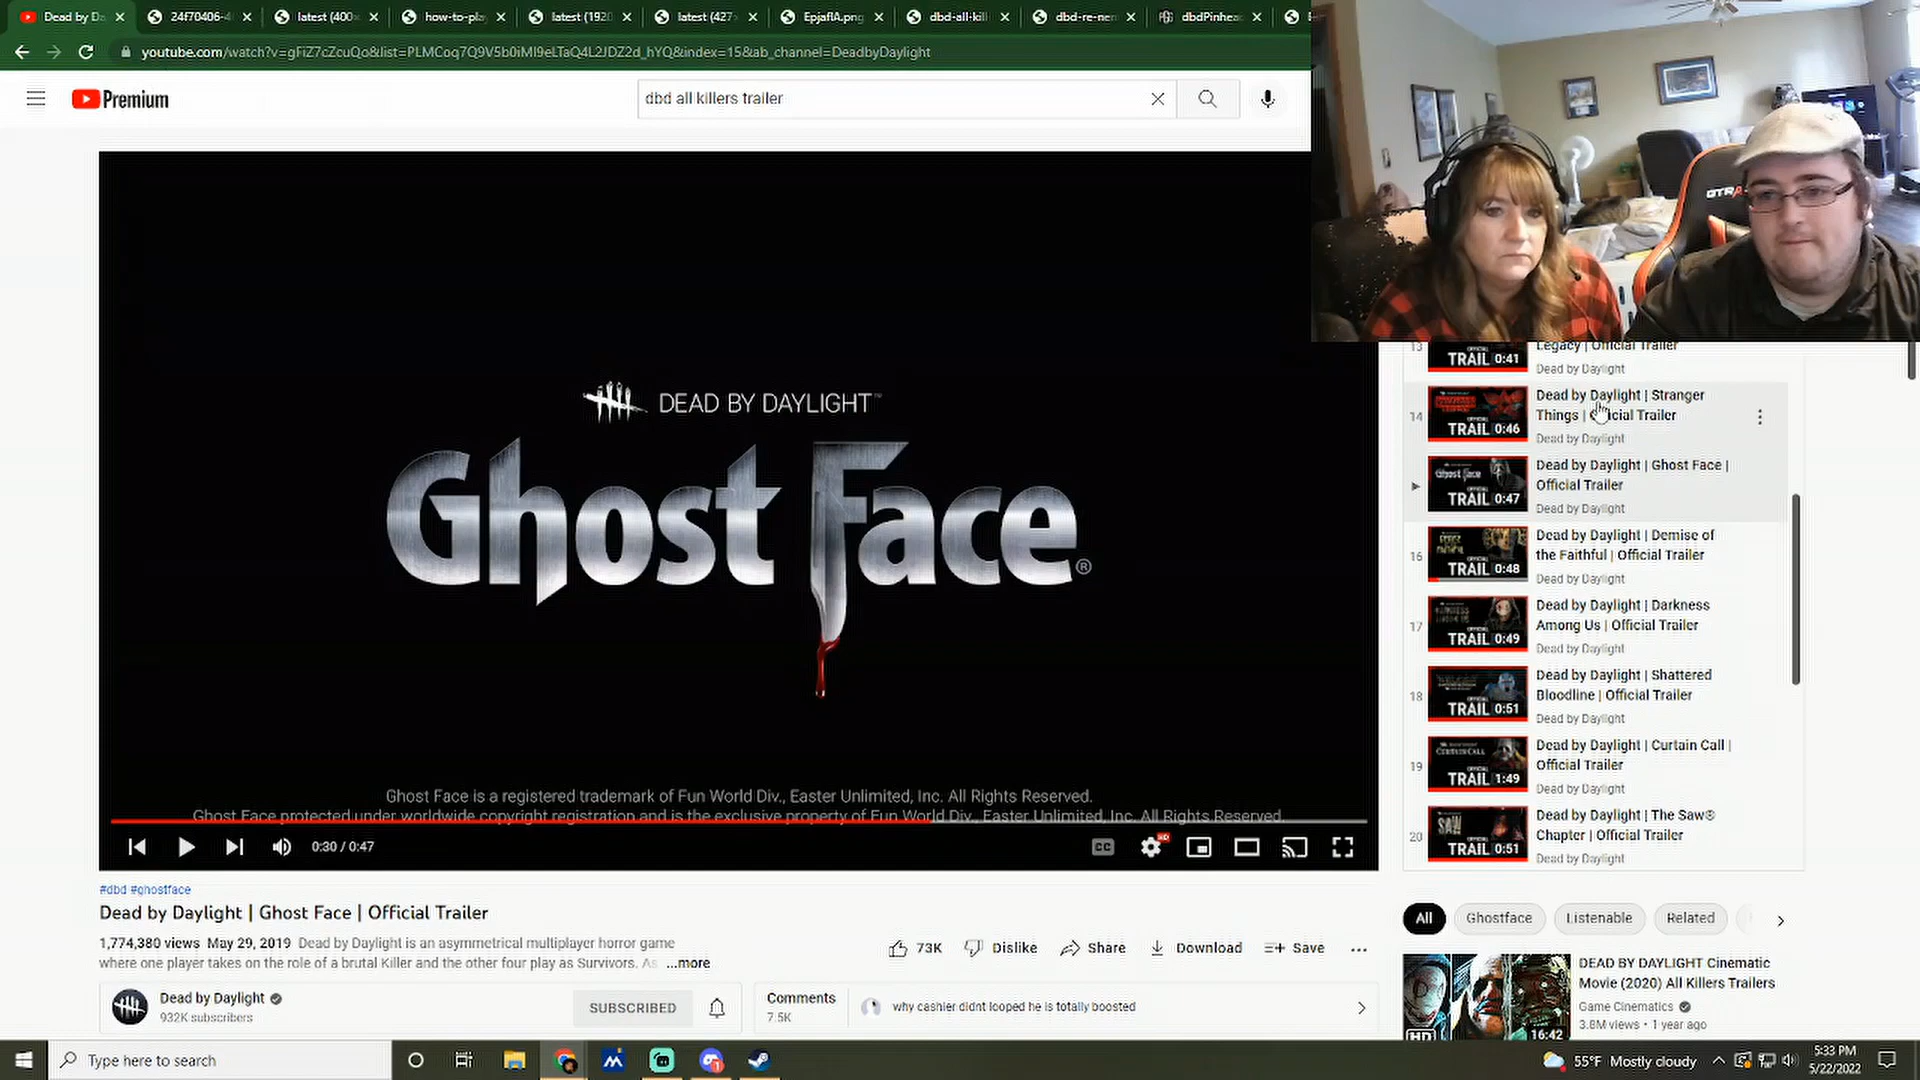 Dead by D
24f70406-4
latest (400×
how-to-pla
latest (1920
latest (427×
EpjaflA.png
dbd-all-kill
dbd-re-nem
dbdPinhea
youtube.com/watch?v=gFiZ7cZcuQo&list=PLMCoq7Q9V5b0iMI9eLTaQ4L2JDZ2d_hYQ&index=15&ab_channel=DeadbyDaylight
Premium
dbd all killers trailer
DEAD BY DAYLIGHT™
Ghost Face®
Ghost Face is a registered trademark of Fun World Div., Easter Unlimited, Inc. All Rights Reserved.
Ghost Face protected under worldwide copyright registration and is the exclusive property of Fun World Div., Easter Unlimited, Inc. All Rights Reserved.
0:30 / 0:47
CC
HD
#dbd #ghostface
Dead by Daylight | Ghost Face | Official Trailer
1,774,380 views May 29, 2019 Dead by Daylight is an asymmetrical multiplayer horror game
where one player takes on the role of a brutal Killer and the other four play as Survivors. As ...more
73K
Dislike
Share
Download
Save
Dead by Daylight
932K subscribers
SUBSCRIBED
Comments
7.5K
why cashier didnt looped he is totally boosted
13
TRAIL 0:41
Legacy | Official Trailer
Dead by Daylight
14
TRAIL 0:46
Dead by Daylight | Stranger
Things | Official Trailer
Dead by Daylight
Ghost Face
TRAIL 0:47
Dead by Daylight | Ghost Face |
Official Trailer
Dead by Daylight
16
TRAIL 0:48
Dead by Daylight | Demise of
the Faithful | Official Trailer
Dead by Daylight
17
TRAIL 0:49
Dead by Daylight | Darkness
Among Us | Official Trailer
Dead by Daylight
18
TRAIL 0:51
Dead by Daylight | Shattered
Bloodline | Official Trailer
Dead by Daylight
19
CURTAIN CALL
TRAIL 1:49
Dead by Daylight | Curtain Call |
Official Trailer
Dead by Daylight
20
SAW
TRAIL 0:51
Dead by Daylight | The Saw®
Chapter | Official Trailer
Dead by Daylight
All
Ghostface
Listenable
Related
HD
16:42
DEAD BY DAYLIGHT Cinematic
Movie (2020) All Killers Trailers
Game Cinematics
3.8M views • 1 year ago
Type here to search
55°F Mostly cloudy
5:33 PM
5/22/2022